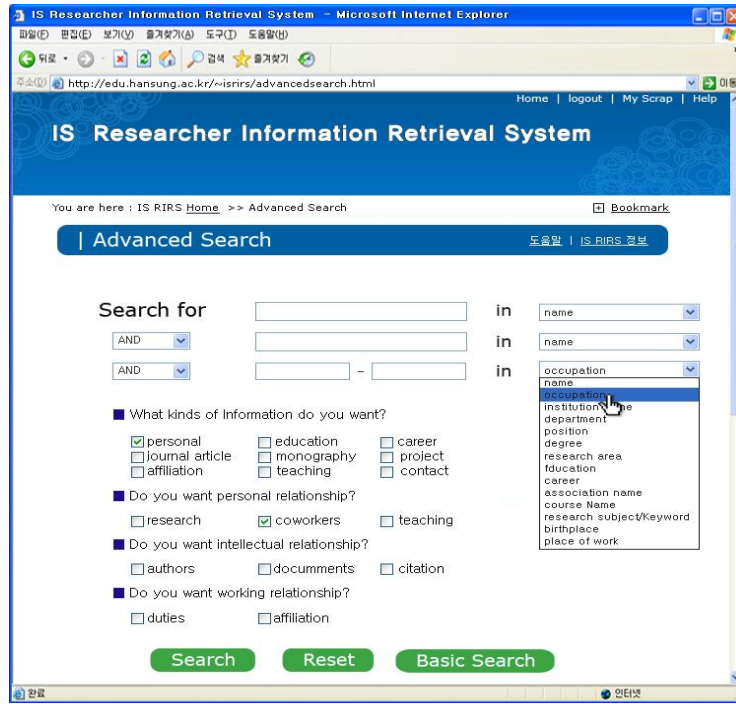 IS Researcher Information Retrieval System - Microsoft Internet Explorer
파일(F) 편집(E) 보기(V) 즐겨찾기(A) 도구(T) 도움말(H)
뒤로 검색 즐겨찾기
주소(D) http://edu.hansung.ac.kr/~isrirs/advancedsearch.html 이동
Home | logout | My Scrap | Help
IS Researcher Information Retrieval System
You are here : IS RIRS Home >> Advanced Search Bookmark
| Advanced Search 도움말 | IS RIRS 정보
Search for in name
AND in name
AND - in occupation
name
occupation
institution
department
position
degree
research area
fducation
career
association name
course Name
research subject/Keyword
birthplace
place of work
What kinds of Information do you want?
personal education career
journal article monography project
affiliation teaching contact
Do you want personal relationship?
research coworkers teaching
Do you want intellectual relationship?
authors documments citation
Do you want working relationship?
duties affiliation
Search Reset Basic Search
완료 인터넷